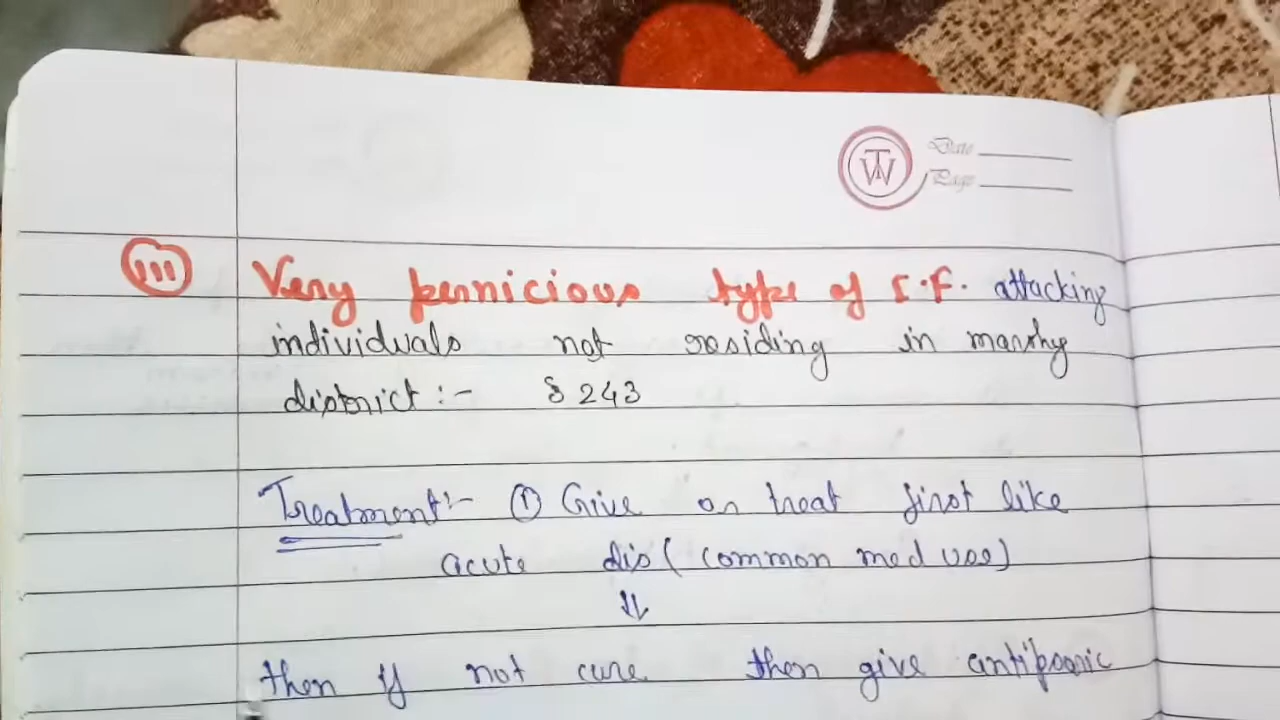 TW
Date
Page
(iii) Very pernicious type of I.F. attacking
individuals not residing in marshy
district :- § 243
Treatment :- ① Give or treat first like
acute dis ( common med use)
⇓
then if not cure then give antipsoric